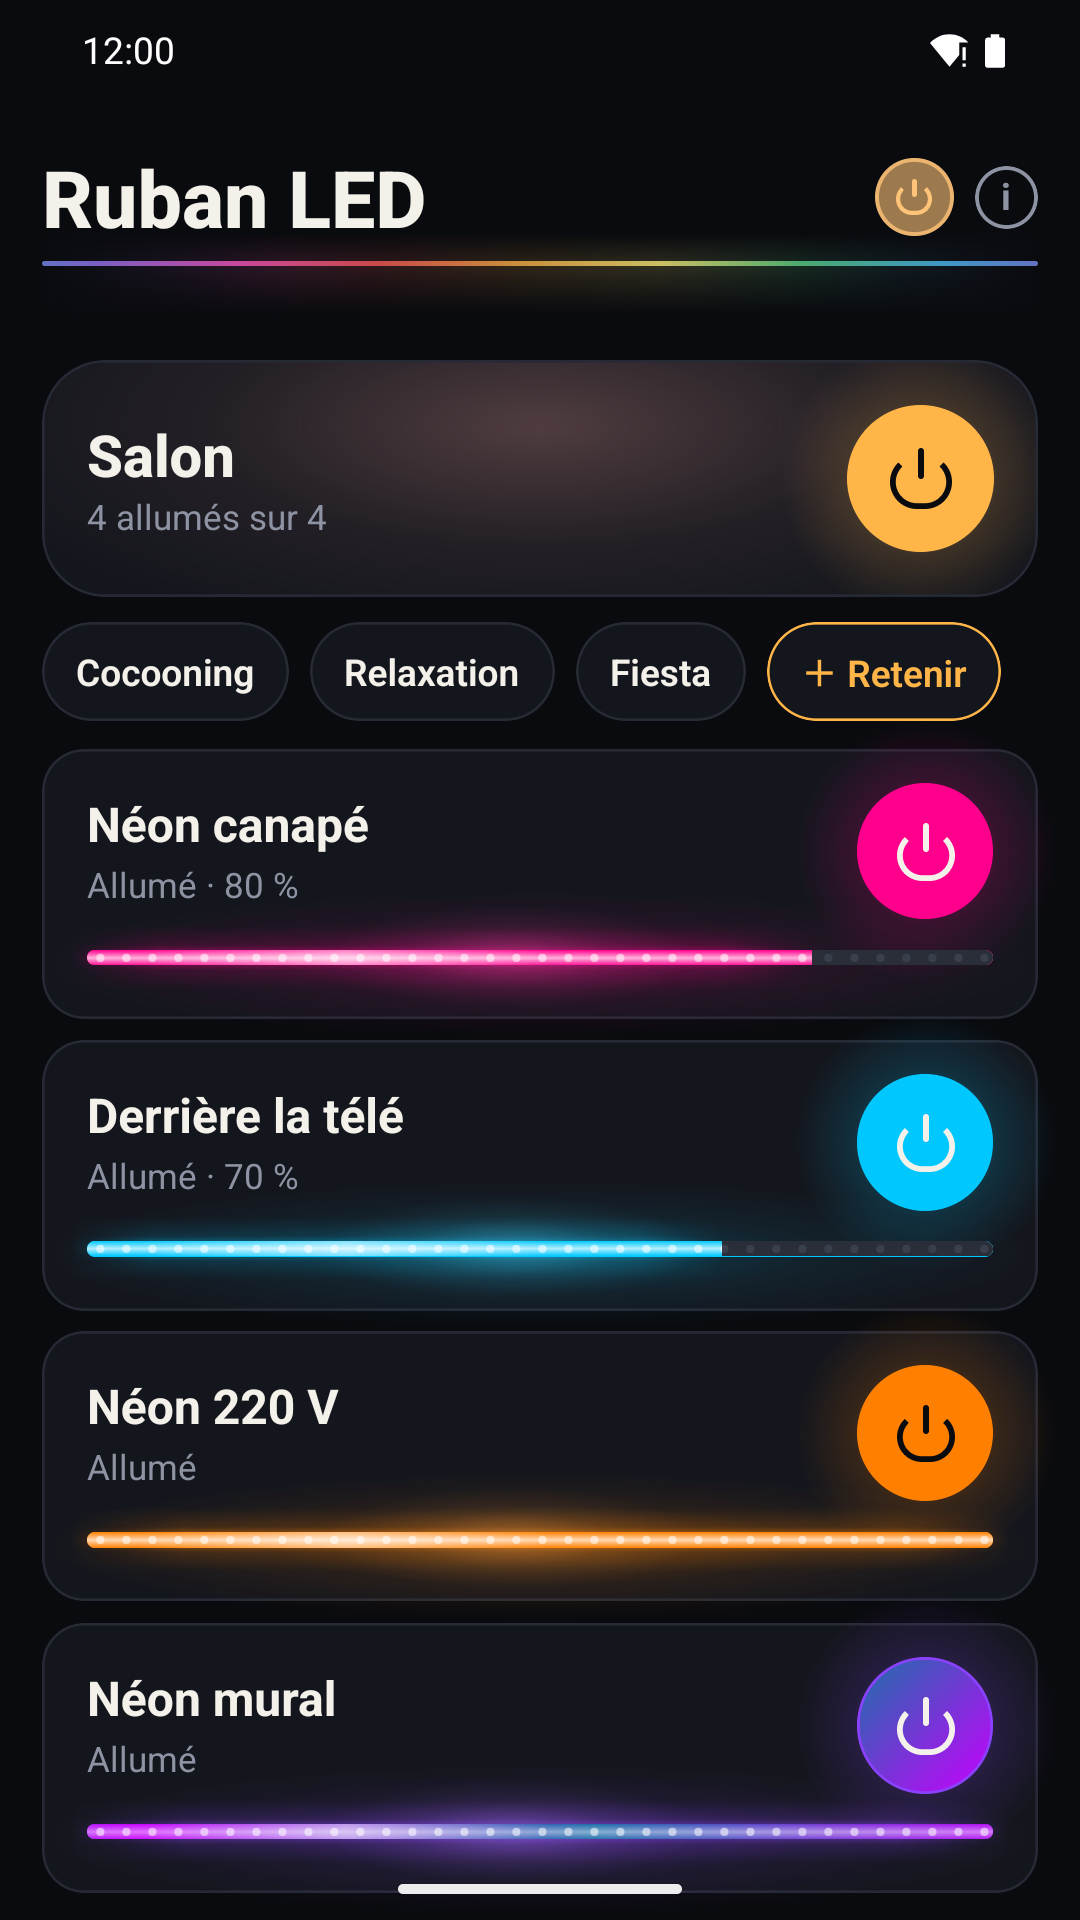 12:00
Ruban LED
i
Salon
4 allumés sur 4
Cocooning
Relaxation
Fiesta
+ Retenir
Néon canapé
Allumé · 80 %
Derrière la télé
Allumé · 70 %
Néon 220 V
Allumé
Néon mural
Allumé